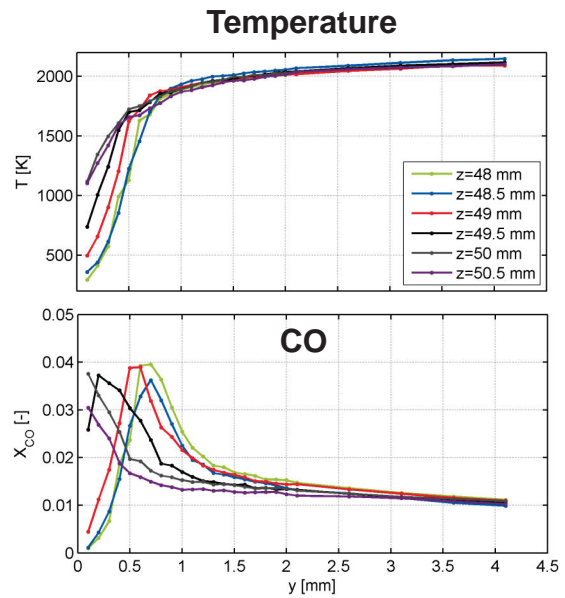 Temperature
2000
1500
1000
500
T [K]
z=48 mm
z=48.5 mm
z=49 mm
z=49.5 mm
z=50 mm
z=50.5 mm
CO
0.05
0.04
0.03
0.02
0.01
0
X_CO [-]
0 0.5 1 1.5 2 2.5 3 3.5 4 4.5
y [mm]